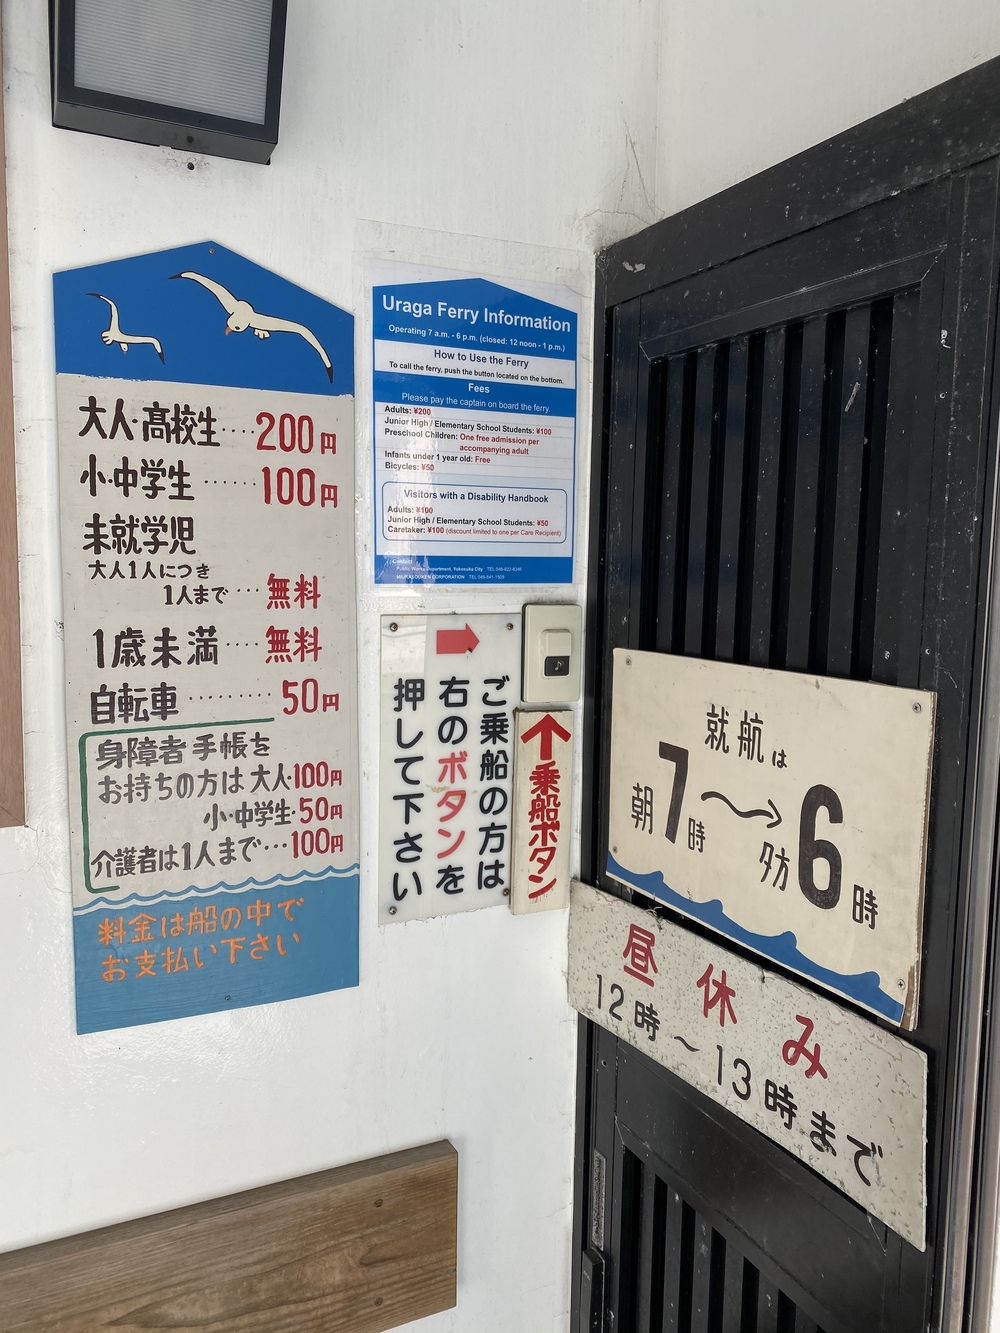 大人・高校生････200円
小・中学生･･････100円
未就学児
大人1人につき
1人まで･･･無料
1歳未満････無料
自転車･････････50円
身障者手帳を
お持ちの方は 大人・100円
小・中学生・50円
介護者は1人まで･･･100円
料金は船の中で
お支払い下さい
Uraga Ferry Information
Operating 7 a.m. - 6 p.m. (closed: 12 noon - 1 p.m.)
How to Use the Ferry
To call the ferry, push the button located on the bottom.
Fees
Please pay the captain on board the ferry.
Adults: ¥200
Junior High / Elementary School Students: ¥100
Preschool Children: One free admission per
accompanying adult
Infants under 1 year old: Free
Bicycles: ¥50
Visitors with a Disability Handbook
Adults: ¥100
Junior High / Elementary School Students: ¥50
Caretaker: ¥100 (discount limited to one per Care Recipient)
Contact
Public Works Department, Yokosuka City
ご乗船の方は
右のボタンを
押して下さい
乗船ボタン
就航は
朝7時〜→夕方6時
昼休み
12時〜13時まで